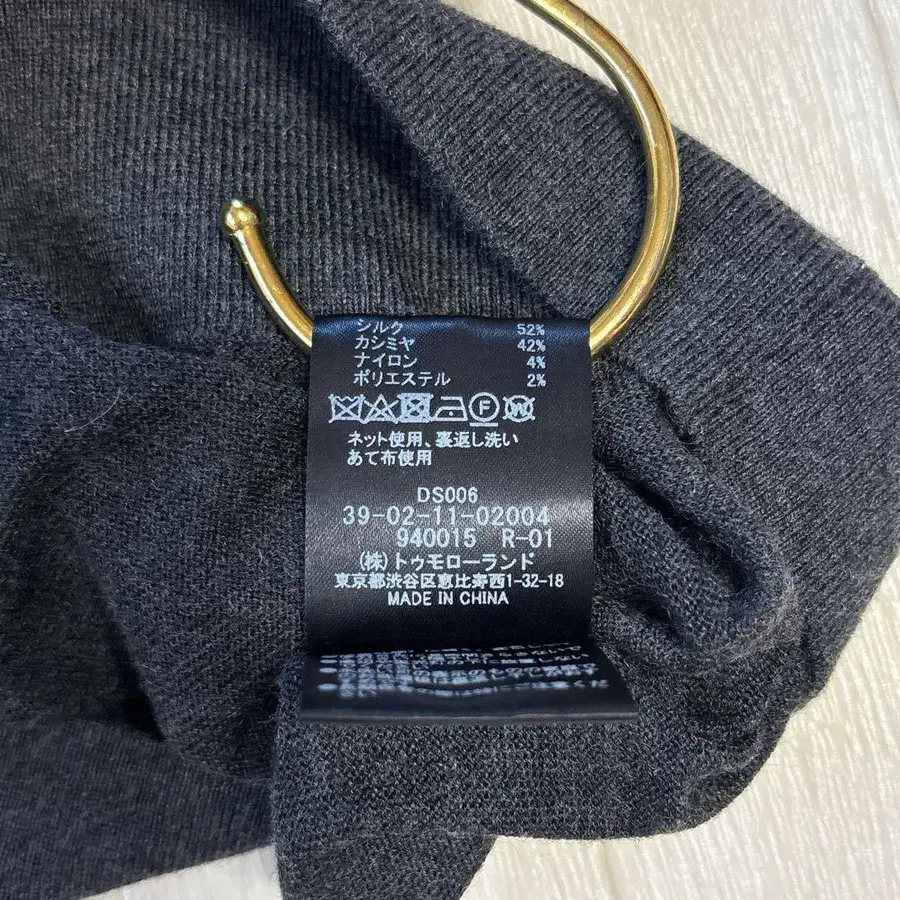 シルク 52%
カシミヤ 42%
ナイロン 4%
ポリエステル 2%
F W
ネット使用、裏返し洗い
あて布使用
DS006
39-02-11-02004
940015 R-01
(株)トゥモローランド
東京都渋谷区恵比寿西1-32-18
MADE IN CHINA